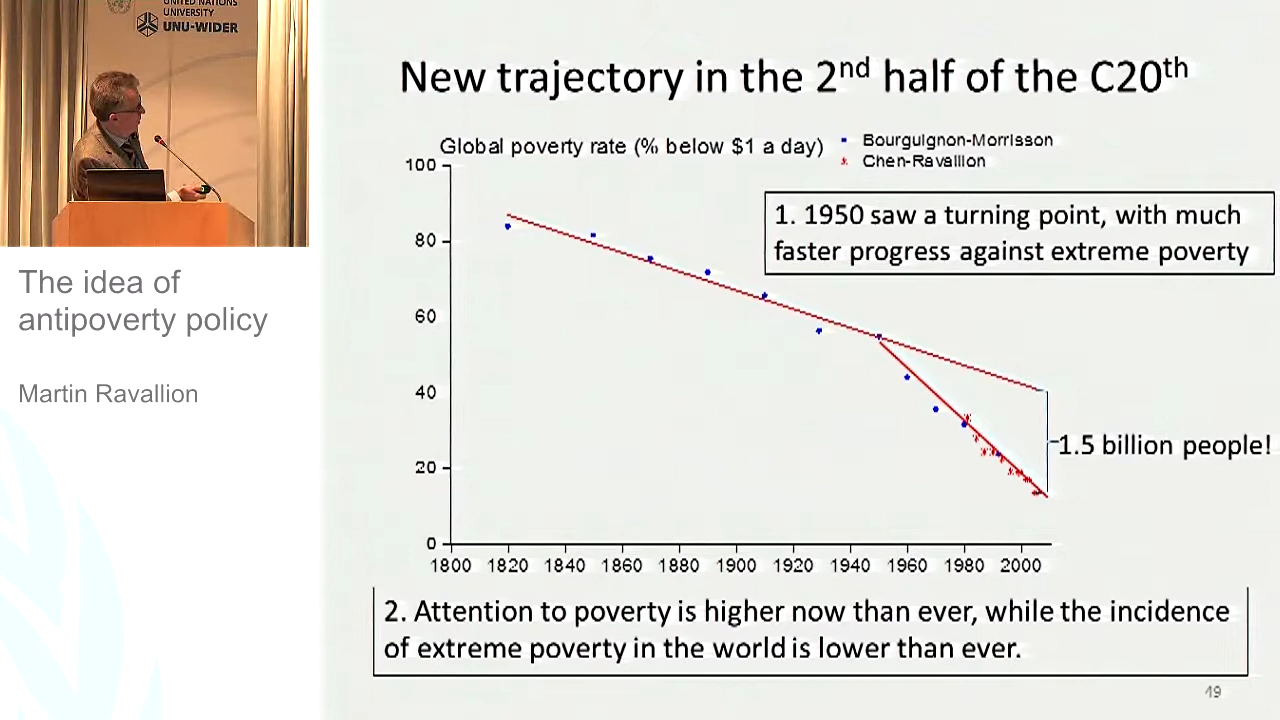 UNITED NATIONS
UNIVERSITY
UNU-WIDER
The idea of
antipoverty policy
Martin Ravallion
New trajectory in the 2nd half of the C20th
Global poverty rate (% below $1 a day)
Bourguignon-Morrisson
Chen-Ravallion
100
80
60
40
20
0
1800 1820 1840 1860 1880 1900 1920 1940 1960 1980 2000
1. 1950 saw a turning point, with much
faster progress against extreme poverty
1.5 billion people!
2. Attention to poverty is higher now than ever, while the incidence
of extreme poverty in the world is lower than ever.
19